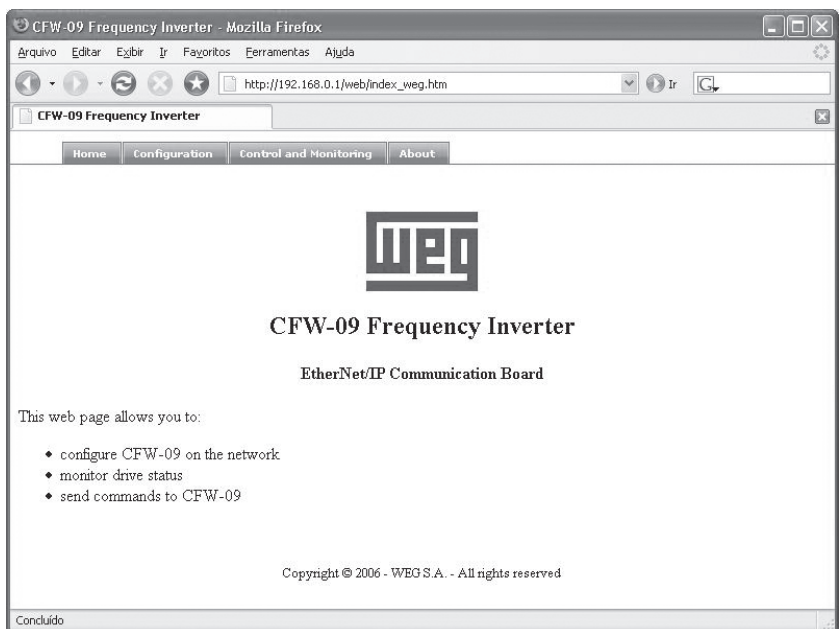 CFW-09 Frequency Inverter - Mozilla Firefox
Arquivo Editar Exibir Ir Favoritos Ferramentas Ajuda
http://192.168.0.1/web/index_weg.htm Ir G
CFW-09 Frequency Inverter
Home Configuration Control and Monitoring About
weg
CFW-09 Frequency Inverter
EtherNet/IP Communication Board
This web page allows you to:
• configure CFW-09 on the network
• monitor drive status
• send commands to CFW-09
Copyright © 2006 - WEG S.A. - All rights reserved
Concluído